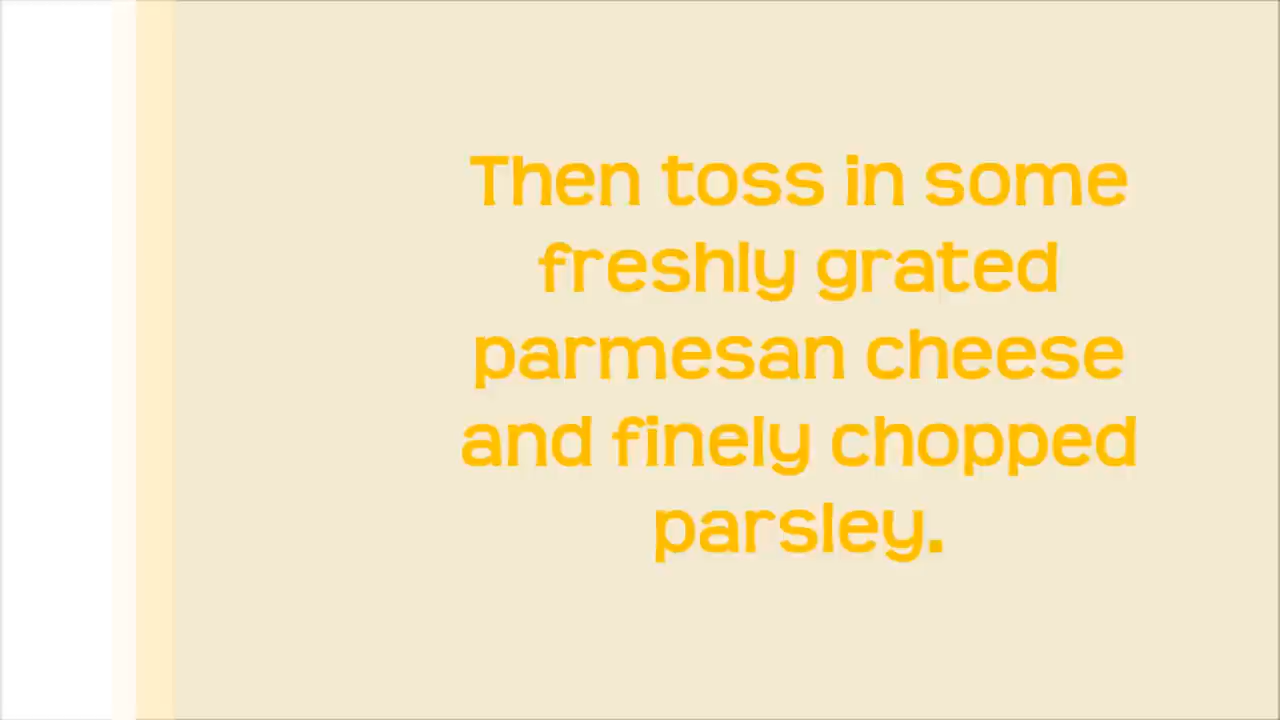 Then toss in some
freshly grated
parmesan cheese
and finely chopped
parsley.